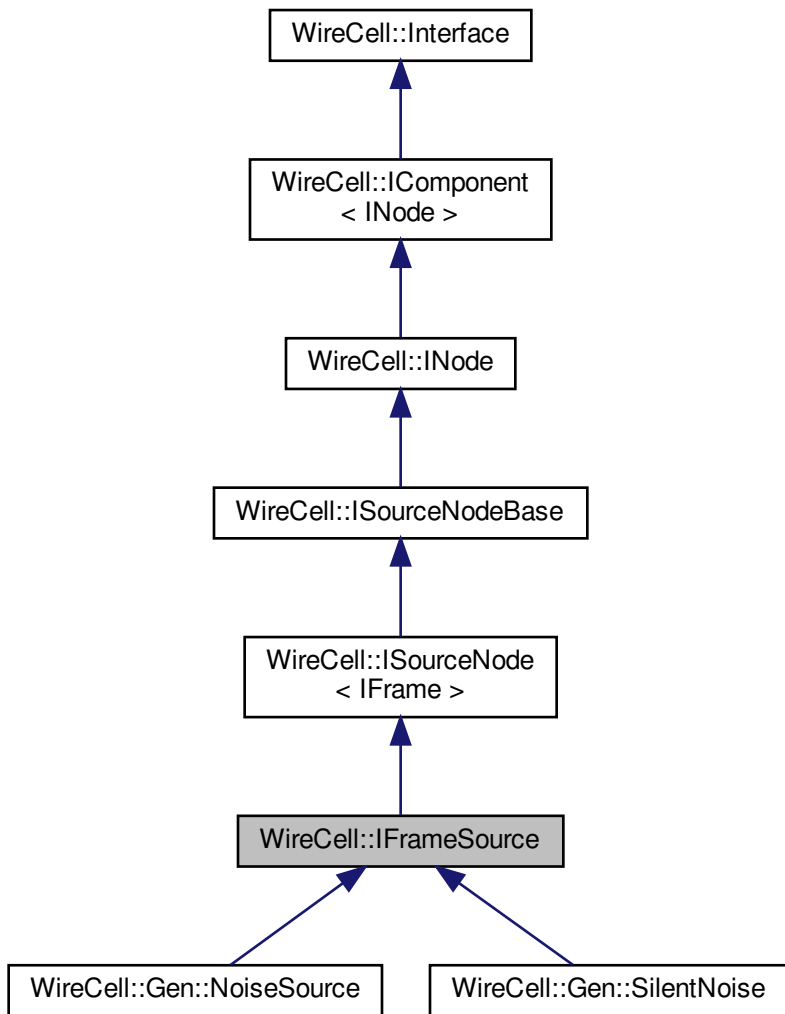 WireCell::Interface
WireCell::IComponent
< INode >
WireCell::INode
WireCell::ISourceNodeBase
WireCell::ISourceNode
< IFrame >
WireCell::IFrameSource
WireCell::Gen::NoiseSource
WireCell::Gen::SilentNoise